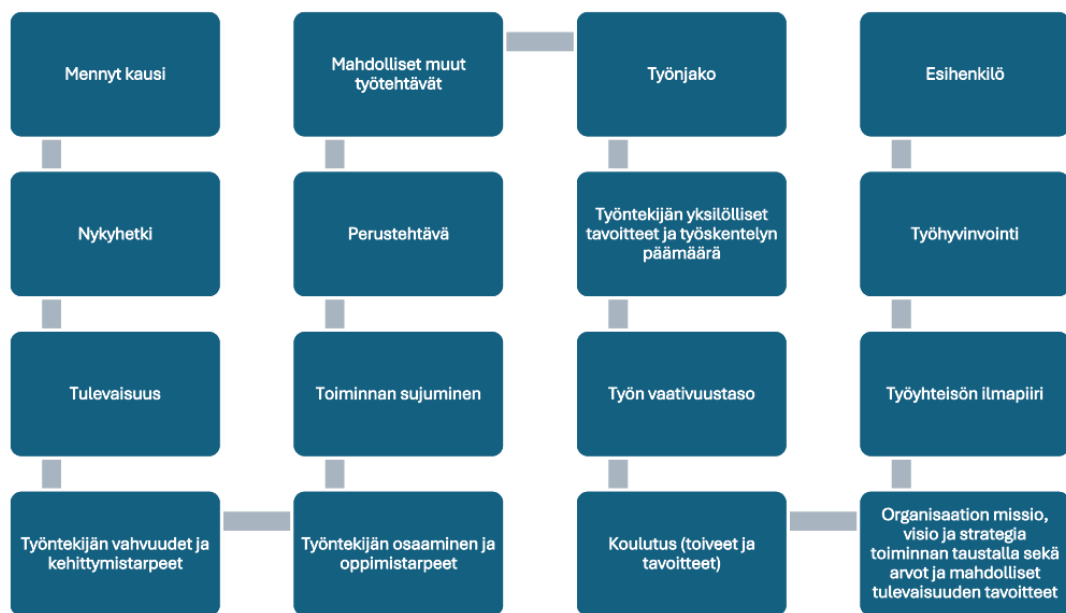 Mennyt kausi
Nykyhetki
Tulevaisuus
Työntekijän vahvuudet ja
kehittymistarpeet
Työntekijän osaaminen ja
oppimistarpeet
Toiminnan sujuminen
Perustehtävä
Mahdolliset muut
työtehtävät
Työnjako
Työntekijän yksilölliset
tavoitteet ja työskentelyn
päämäärä
Työn vaativuustaso
Koulutus (toiveet ja
tavoitteet)
Organisaation missio,
visio ja strategia
toiminnan taustalla sekä
arvot ja mahdolliset
tulevaisuuden tavoitteet
Työyhteisön ilmapiiri
Työhyvinvointi
Esihenkilö